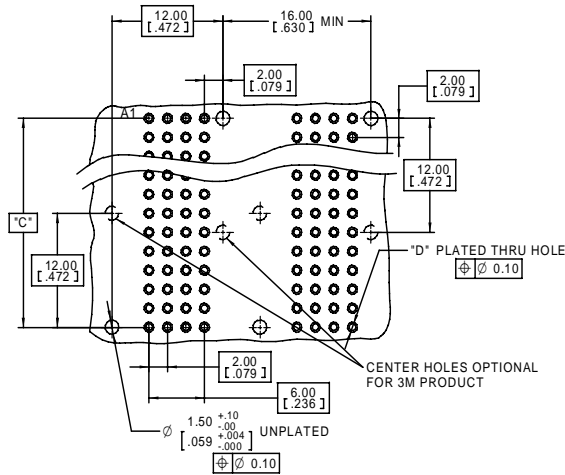 12.00
[.472]
16.00 MIN
[.630]
2.00
[.079]
2.00
[.079]
A1
12.00
[.472]
"C"
"D" PLATED THRU HOLE
⌖ Ø 0.10
12.00
[.472]
CENTER HOLES OPTIONAL
FOR 3M PRODUCT
2.00
[.079]
6.00
[.236]
Ø 1.50 +.10 -.00
[.059 +.004 -.000] UNPLATED
⌖ Ø 0.10